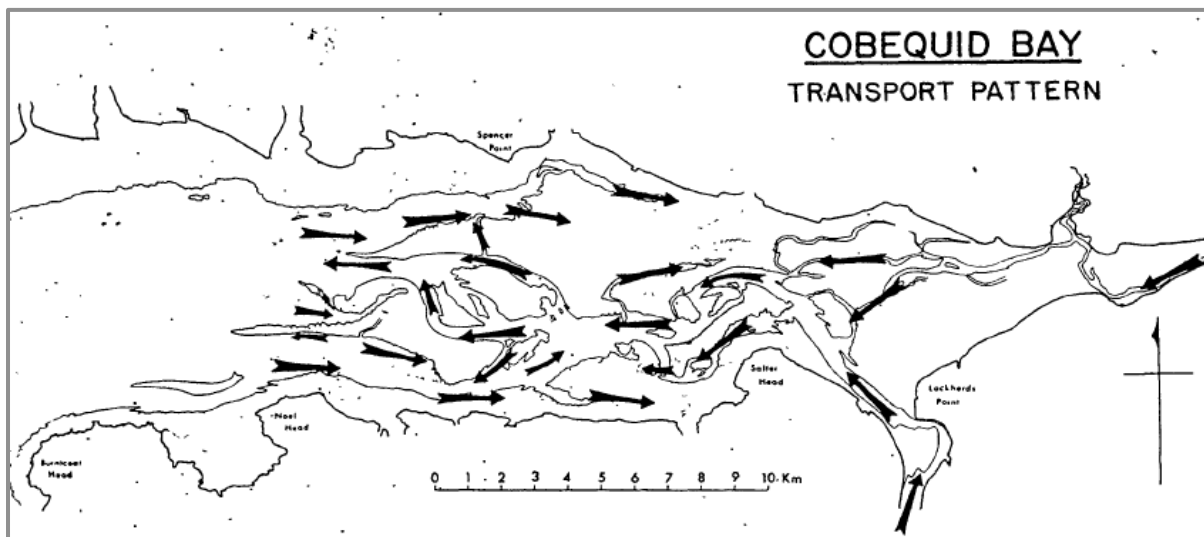 COBEQUID BAY
TRANSPORT PATTERN
Spencer
Point
Salter
Head
Lockherds
Point
Noel
Head
Burntcoat
Head
0 1 2 3 4 5 6 7 8 9 10 Km